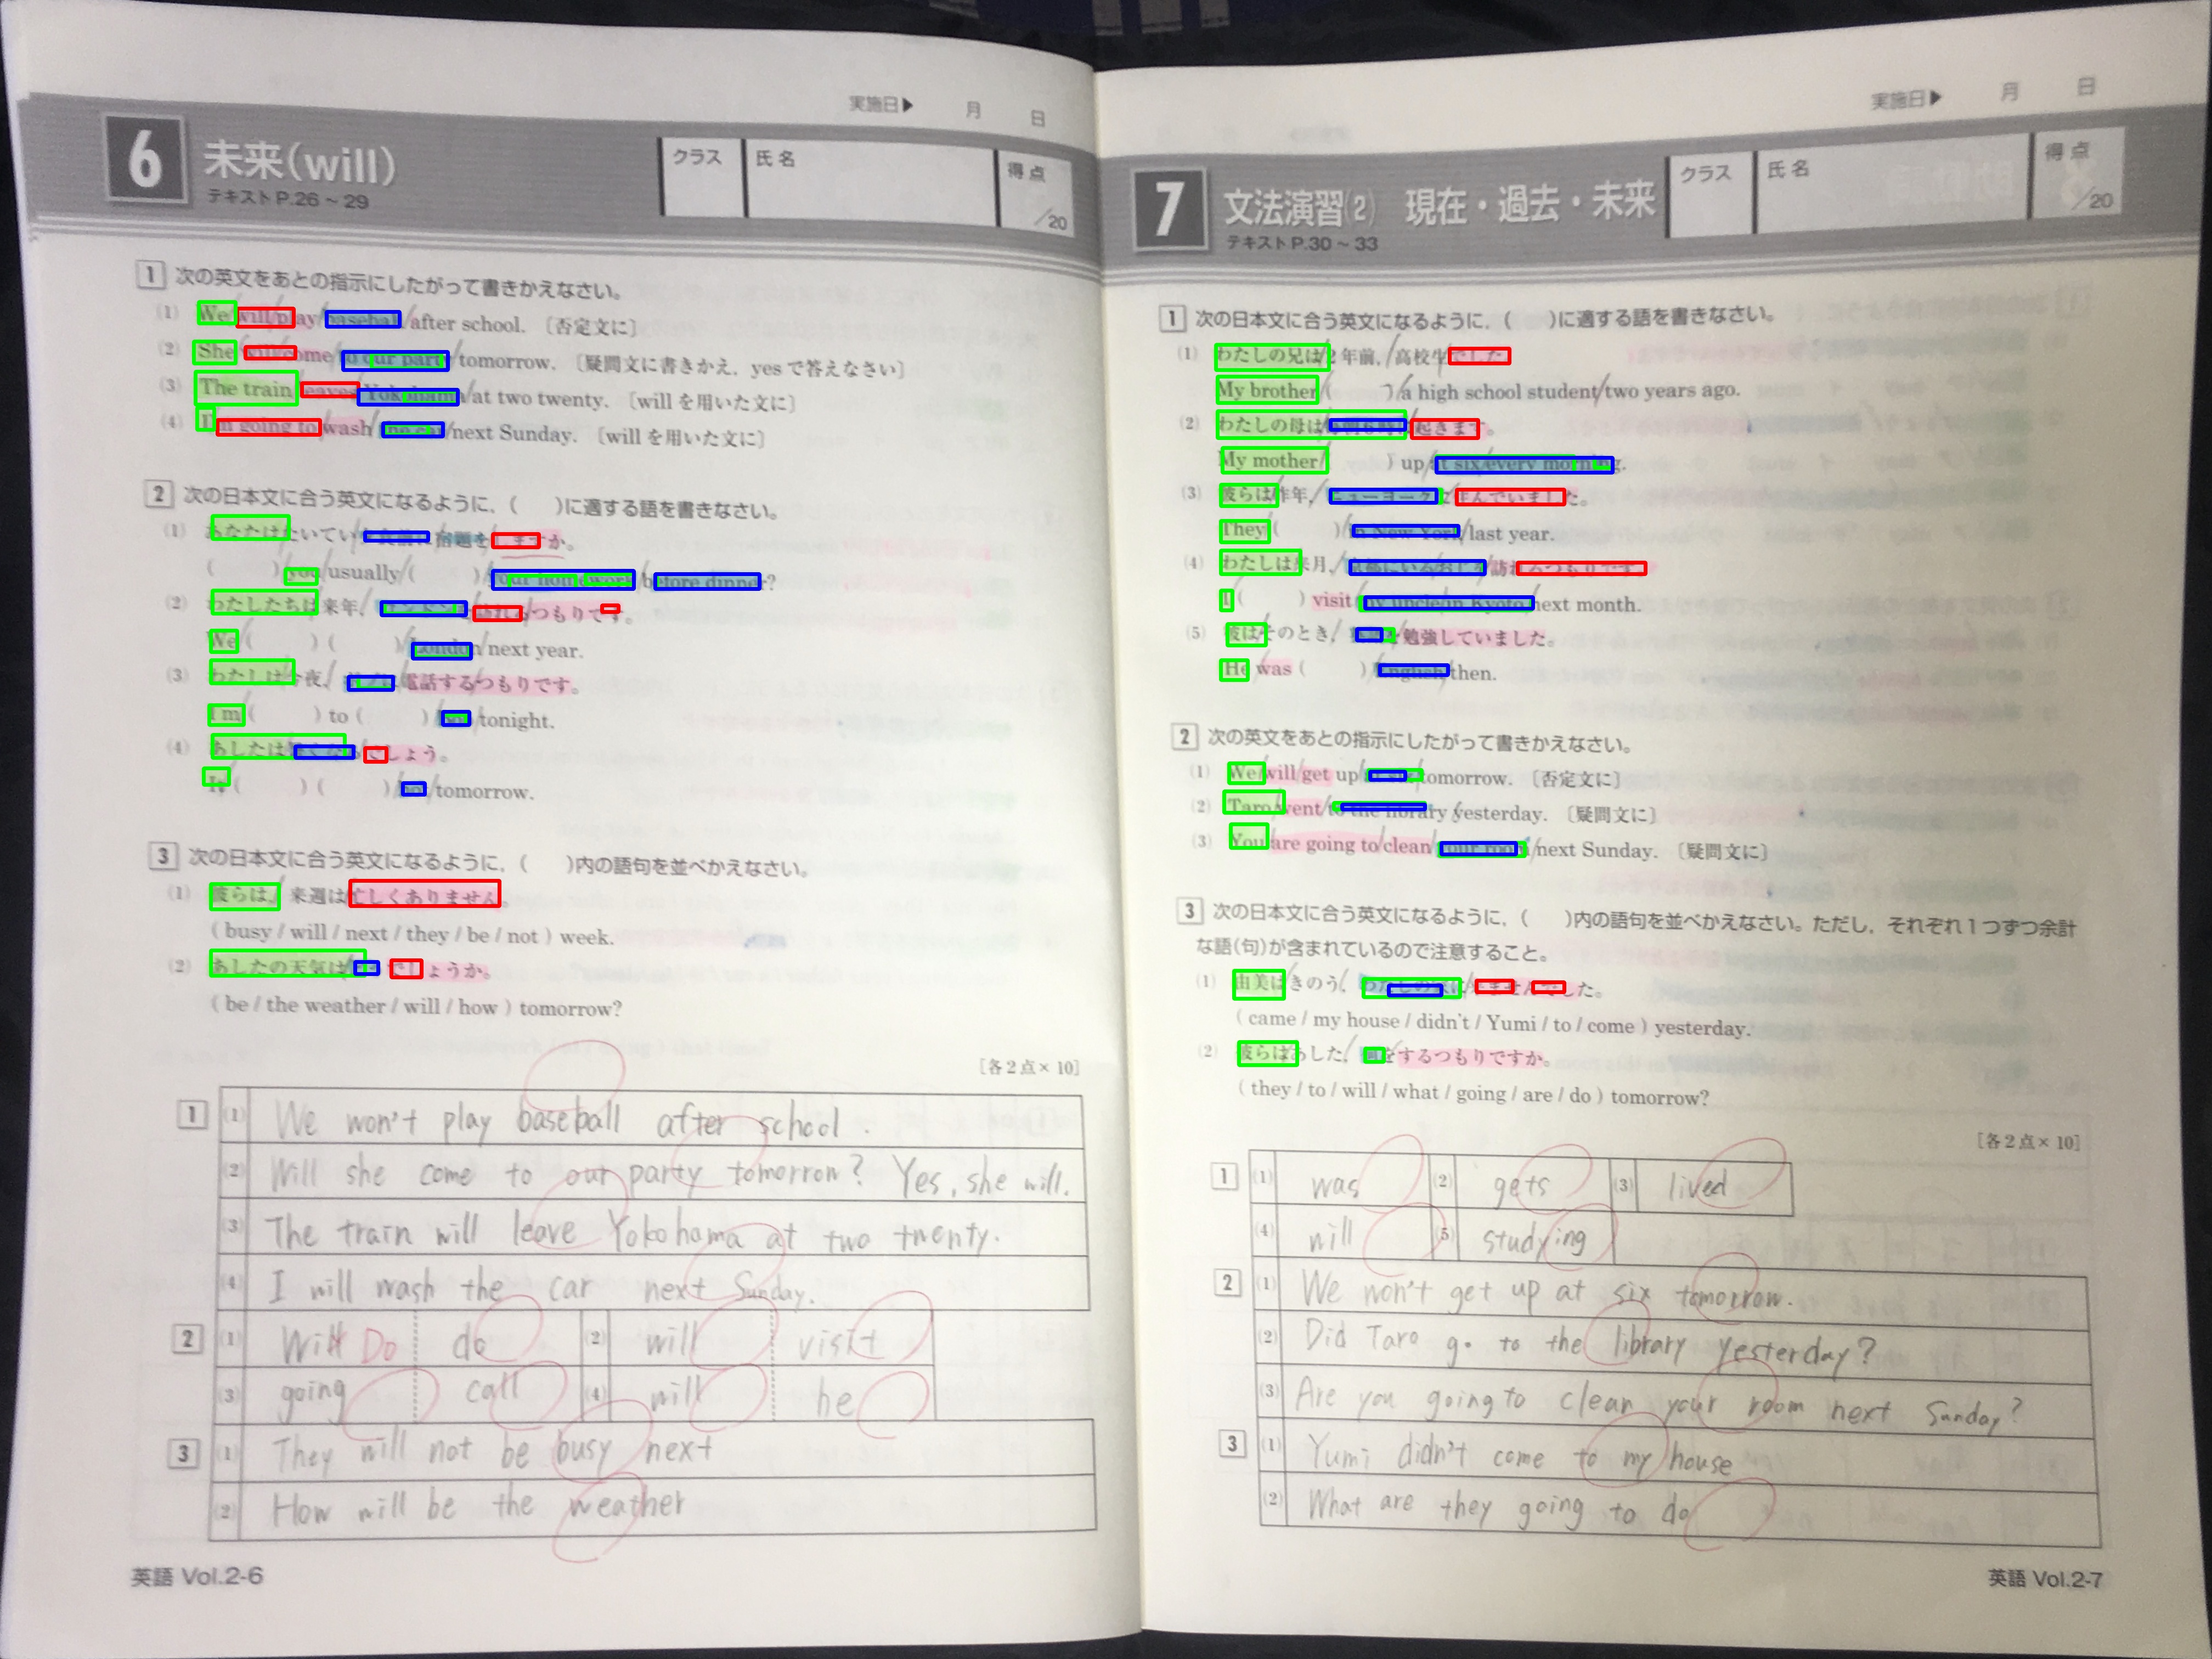 実施日▶ 月 日
6 未来(will)
テキストP.26～29
クラス 氏名 得点 /20
1 次の英文をあとの指示にしたがって書きかえなさい。
(1) We/will/play/baseball/after school. 〔否定文に〕
(2) She will come to our party/tomorrow. 〔疑問文に書きかえ，yesで答えなさい〕
(3) The train leaves Yokohama/at two twenty. 〔willを用いた文に〕
(4) I'm going to/wash/the car/next Sunday. 〔willを用いた文に〕
2 次の日本文に合う英文になるように，( )に適する語を書きなさい。
(1) あなたはたいてい 宿題をしますか。
( ) you/usually/( )/your homework/before dinner?
(2) わたしたちは来年， 訪れるつもりです。
We ( ) ( )/London/next year.
(3) わたしは今夜， 電話するつもりです。
I'm ( ) to ( ) /tonight.
(4) あしたは でしょう。
It ( ) ( ) /tomorrow.
3 次の日本文に合う英文になるように，( )内の語句を並べかえなさい。
(1) 彼らは，来週は忙しくありません。
( busy / will / next / they / be / not ) week.
(2) あしたの天気は でしょうか。
( be / the weather / will / how ) tomorrow?
[各2点×10]
1 (1) We won't play baseball after school.
(2) Will she come to our party tomorrow? Yes, she will.
(3) The train will leave Yokohama at two twenty.
(4) I will wash the car next Sunday.
2 (1) Will Do do (2) will visit
(3) going call (4) will be
3 (1) They will not be busy next
(2) How will be the weather
英語 Vol.2-6
実施日▶ 月 日
7 文法演習(2) 現在・過去・未来
テキストP.30～33
クラス 氏名 得点 /20
1 次の日本文に合う英文になるように，( )に適する語を書きなさい。
(1) わたしの兄は/2年前，/高校生/でした。
My brother ( )/a high school student/two years ago.
(2) わたしの母は/毎朝6時に/起きます。
My mother ( ) up/at six/every morning.
(3) 彼らは/昨年，/ニューヨークに住んでいました。
They ( )/in New York/last year.
(4) わたしは来月，/京都にいるおじを/訪れるつもりです。
I ( ) visit/my uncle/in Kyoto/next month.
(5) 彼は/そのとき， 勉強していました。
He was ( )/English/then.
2 次の英文をあとの指示にしたがって書きかえなさい。
(1) We/will/get up/at six/tomorrow. 〔否定文に〕
(2) Taro/went/to the library/yesterday. 〔疑問文に〕
(3) You/are going to/clean/your room/next Sunday. 〔疑問文に〕
3 次の日本文に合う英文になるように，( )内の語句を並べかえなさい。ただし，それぞれ1つずつ余計
な語(句)が含まれているので注意すること。
(1) 由美は/きのう，/わたしの家に/来ませんでした。
( came / my house / didn't / Yumi / to / come ) yesterday.
(2) 彼らは/あした，/何をするつもりですか。
( they / to / will / what / going / are / do ) tomorrow?
[各2点×10]
1 (1) was (2) gets (3) lived
(4) will (5) studying
2 (1) We won't get up at six tomorrow.
(2) Did Taro go to the library yesterday?
(3) Are you going to clean your room next Sunday?
3 (1) Yumi didn't come to my house
(2) What are they going to do
英語 Vol.2-7